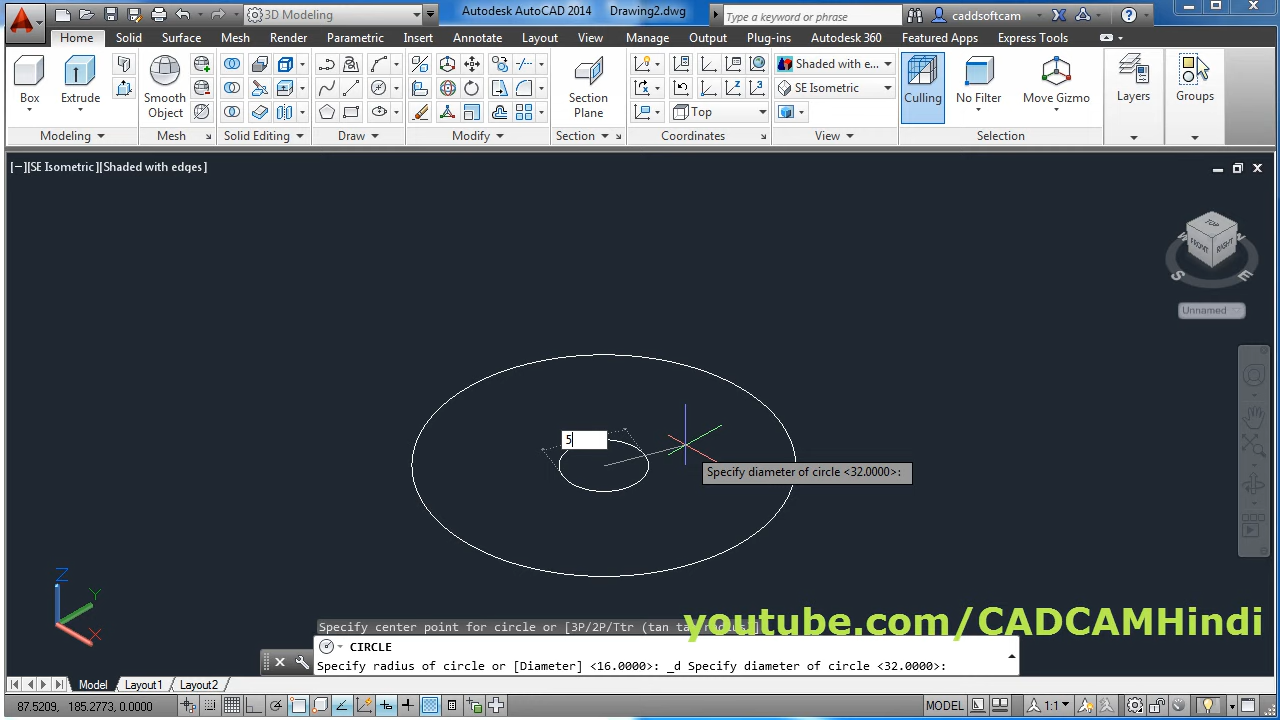 3D Modeling
Autodesk AutoCAD 2014 Drawing2.dwg
Type a keyword or phrase
caddsoftcam
Home Solid Surface Mesh Render Parametric Insert Annotate Layout View Manage Output Plug-ins Autodesk 360 Featured Apps Express Tools
Box
Extrude
Smooth
Object
Section
Plane
Top
Shaded with e...
SE Isometric
Culling
No Filter
Move Gizmo
Layers
Groups
Modeling Mesh Solid Editing Draw Modify Section Coordinates View Selection
[−][SE Isometric][Shaded with edges]
TOP
FRONT
RIGHT
W
N
S
E
Unnamed
5
Specify diameter of circle <32.0000>:
Z
Y
X
Specify center point for circle or [3P/2P/Ttr (tan tan radius)]:
youtube.com/CADCAMHindi
CIRCLE
Specify radius of circle or [Diameter] <16.0000>: _d Specify diameter of circle <32.0000>:
Model Layout1 Layout2
87.5209, 185.2773, 0.0000
MODEL
1:1